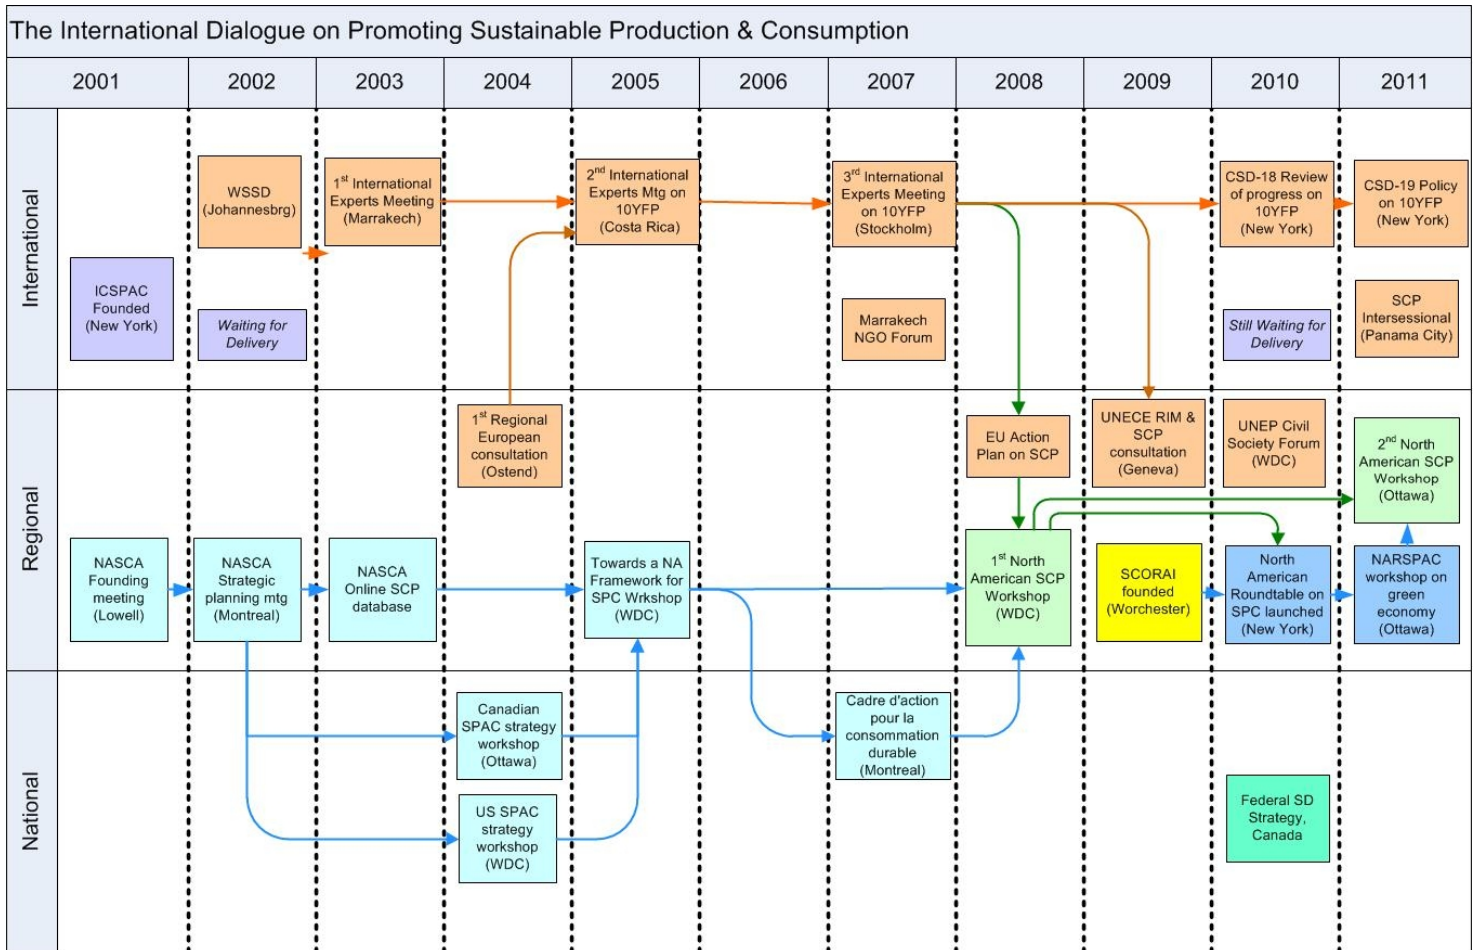 The International Dialogue on Promoting Sustainable Production & Consumption
2001 2002 2003 2004 2005 2006 2007 2008 2009 2010 2011
International
ICSPAC
Founded
(New York)
WSSD
(Johannesbrg)
Waiting for
Delivery
1st International
Experts Meeting
(Marrakech)
2nd International
Experts Mtg on
10YFP
(Costa Rica)
3rd International
Experts Meeting
on 10YFP
(Stockholm)
Marrakech
NGO Forum
CSD-18 Review
of progress on
10YFP
(New York)
Still Waiting for
Delivery
CSD-19 Policy
on 10YFP
(New York)
SCP
Intersessional
(Panama City)
Regional
NASCA
Founding
meeting
(Lowell)
NASCA
Strategic
planning mtg
(Montreal)
NASCA
Online SCP
database
1st Regional
European
consultation
(Ostend)
Towards a NA
Framework for
SPC Wrkshop
(WDC)
EU Action
Plan on SCP
1st North
American SCP
Workshop
(WDC)
UNECE RIM &
SCP
consultation
(Geneva)
SCORAI
founded
(Worchester)
UNEP Civil
Society Forum
(WDC)
North
American
Roundtable on
SPC launched
(New York)
2nd North
American SCP
Workshop
(Ottawa)
NARSPAC
workshop on
green
economy
(Ottawa)
National
Canadian
SPAC strategy
workshop
(Ottawa)
US SPAC
strategy
workshop
(WDC)
Cadre d'action
pour la
consommation
durable
(Montreal)
Federal SD
Strategy,
Canada